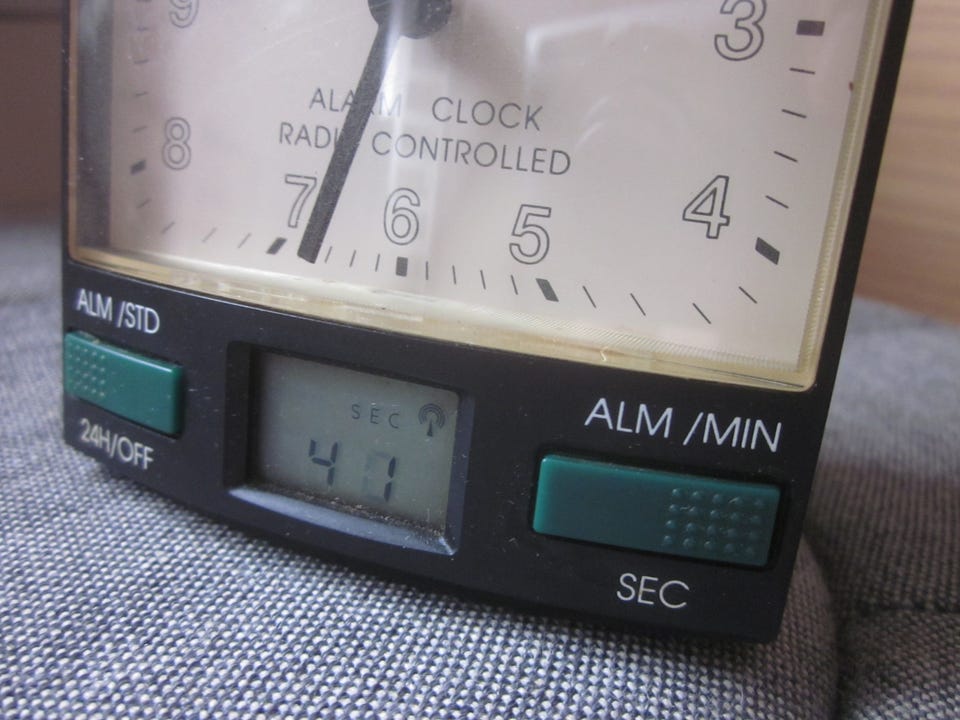 9
3
ALARM CLOCK
RADIO CONTROLLED
8
7
6
5
4
ALM /STD
24H/OFF
SEC
41
ALM /MIN
SEC